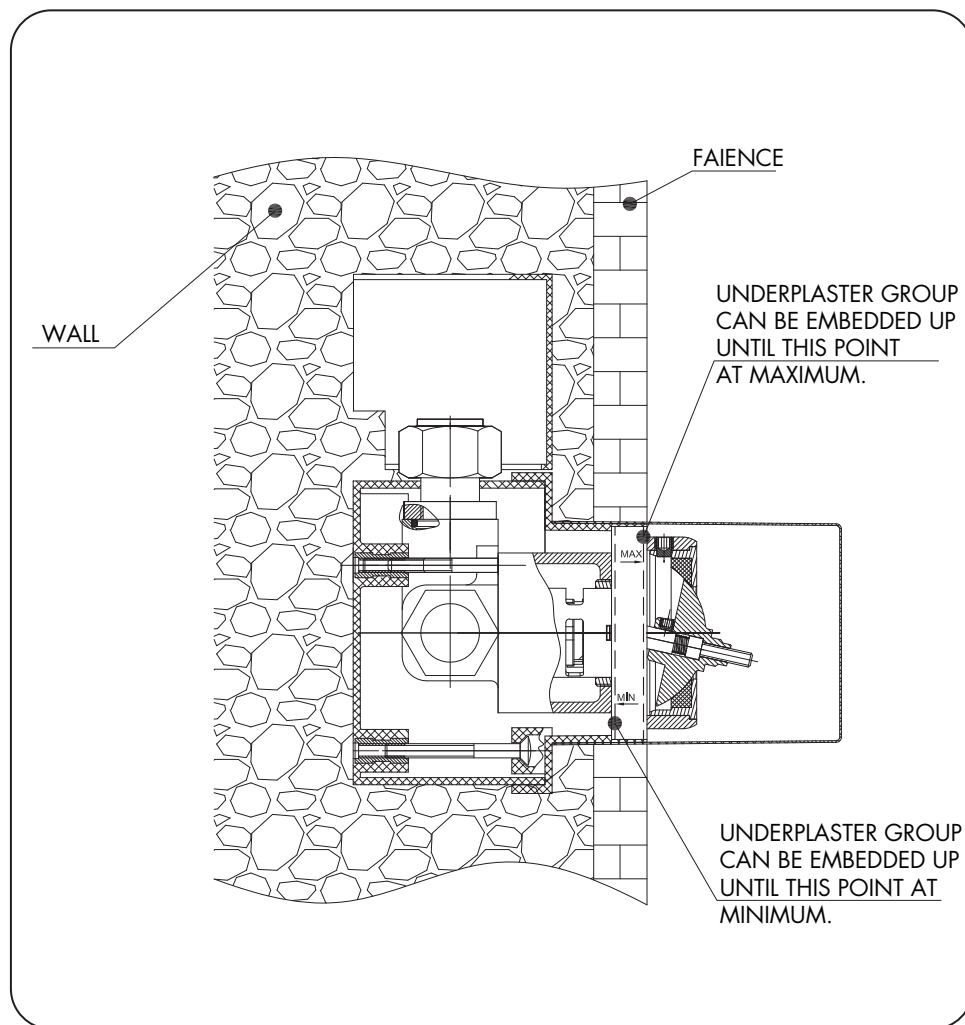 FAIENCE
WALL
UNDERPLASTER GROUP
CAN BE EMBEDDED UP
UNTIL THIS POINT
AT MAXIMUM.
MAX
MIN
UNDERPLASTER GROUP
CAN BE EMBEDDED UP
UNTIL THIS POINT AT
MINIMUM.